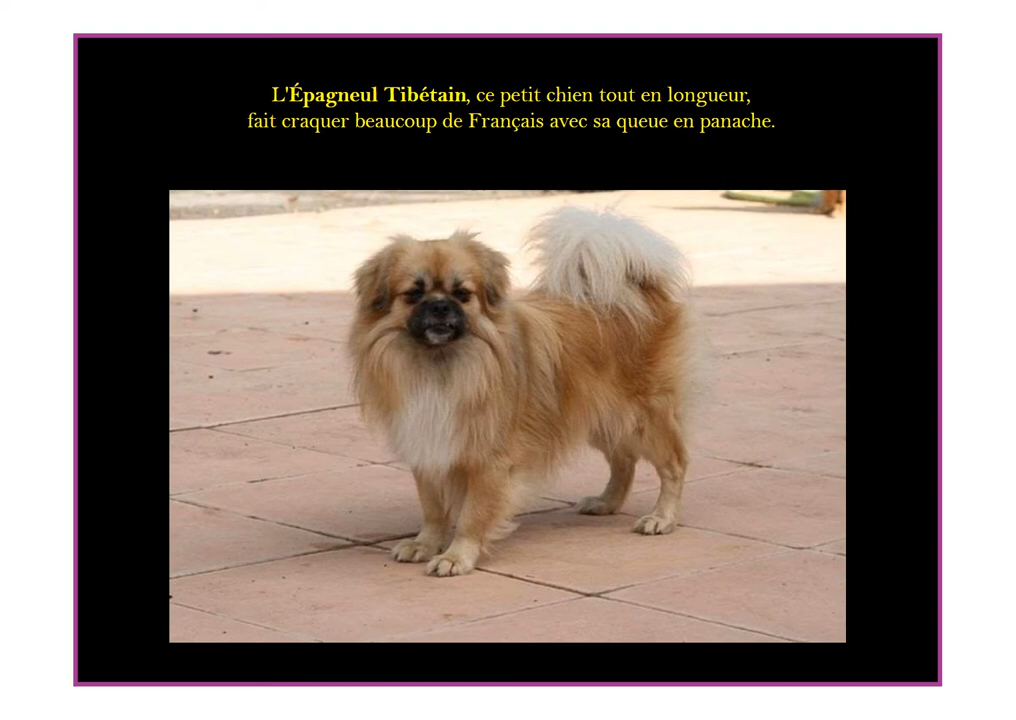 L'Épagneul Tibétain, ce petit chien tout en longueur,
fait craquer beaucoup de Français avec sa queue en panache.